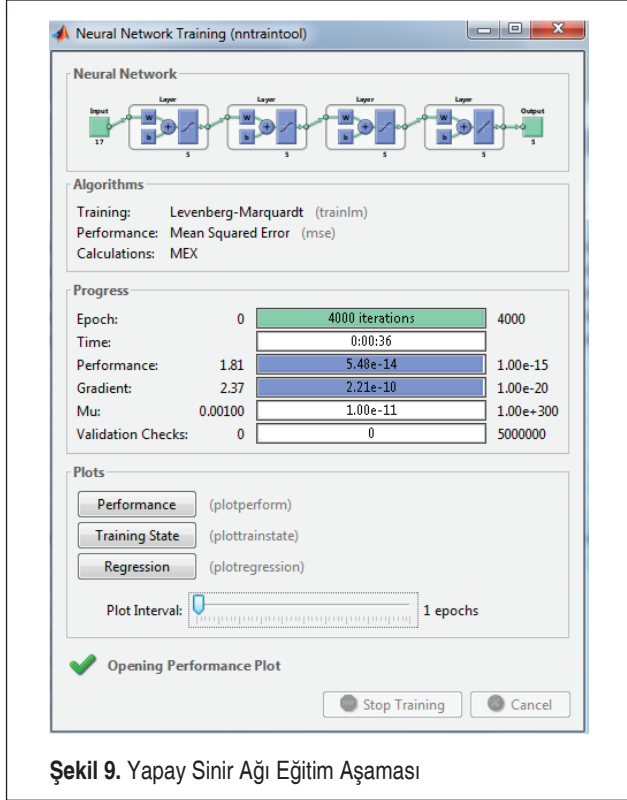 Neural Network Training (nntraintool)
Neural Network
Input Layer Layer Layer Layer Output
W W W W
b b b b
17 5 5 5 5 5
Algorithms
Training: Levenberg-Marquardt (trainlm)
Performance: Mean Squared Error (mse)
Calculations: MEX
Progress
Epoch: 0 4000 iterations 4000
Time: 0:00:36
Performance: 1.81 5.48e-14 1.00e-15
Gradient: 2.37 2.21e-10 1.00e-20
Mu: 0.00100 1.00e-11 1.00e+300
Validation Checks: 0 0 5000000
Plots
Performance (plotperform)
Training State (plottrainstate)
Regression (plotregression)
Plot Interval: 1 epochs
Opening Performance Plot
Stop Training Cancel
Şekil 9. Yapay Sinir Ağı Eğitim Aşaması